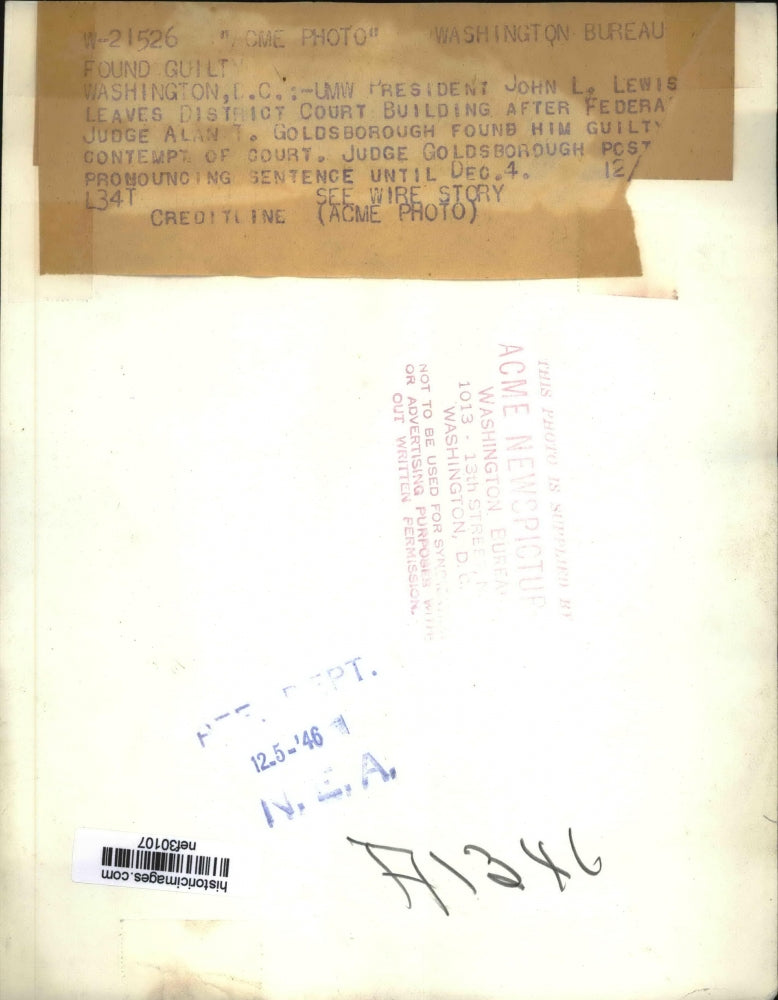 W-21526 "ACME PHOTO" WASHINGTON BUREAU
FOUND GUILTY
WASHINGTON, D.C.:-UMW PRESIDENT JOHN L. LEWIS
LEAVES DISTRICT COURT BUILDING AFTER FEDERA
JUDGE ALAN T. GOLDSBOROUGH FOUND HIM GUILTY
CONTEMPT OF COURT. JUDGE GOLDSBOROUGH POST
PRONOUNCING SENTENCE UNTIL DEC.4. 12/
L34T SEE WIRE STORY
CREDITLINE (ACME PHOTO)
THIS PHOTO IS SUPPLIED BY
ACME NEWSPICTUR
WASHINGTON BUREAU
1013 - 13th STREET, N
WASHINGTON, D.C.
NOT TO BE USED FOR
OR ADVERTISING PURPOSES WITH
OUT WRITTEN PERMISSION.
DEPT.
12-5-'46
N.E.A.
A1346
historicimages.com
nef30107